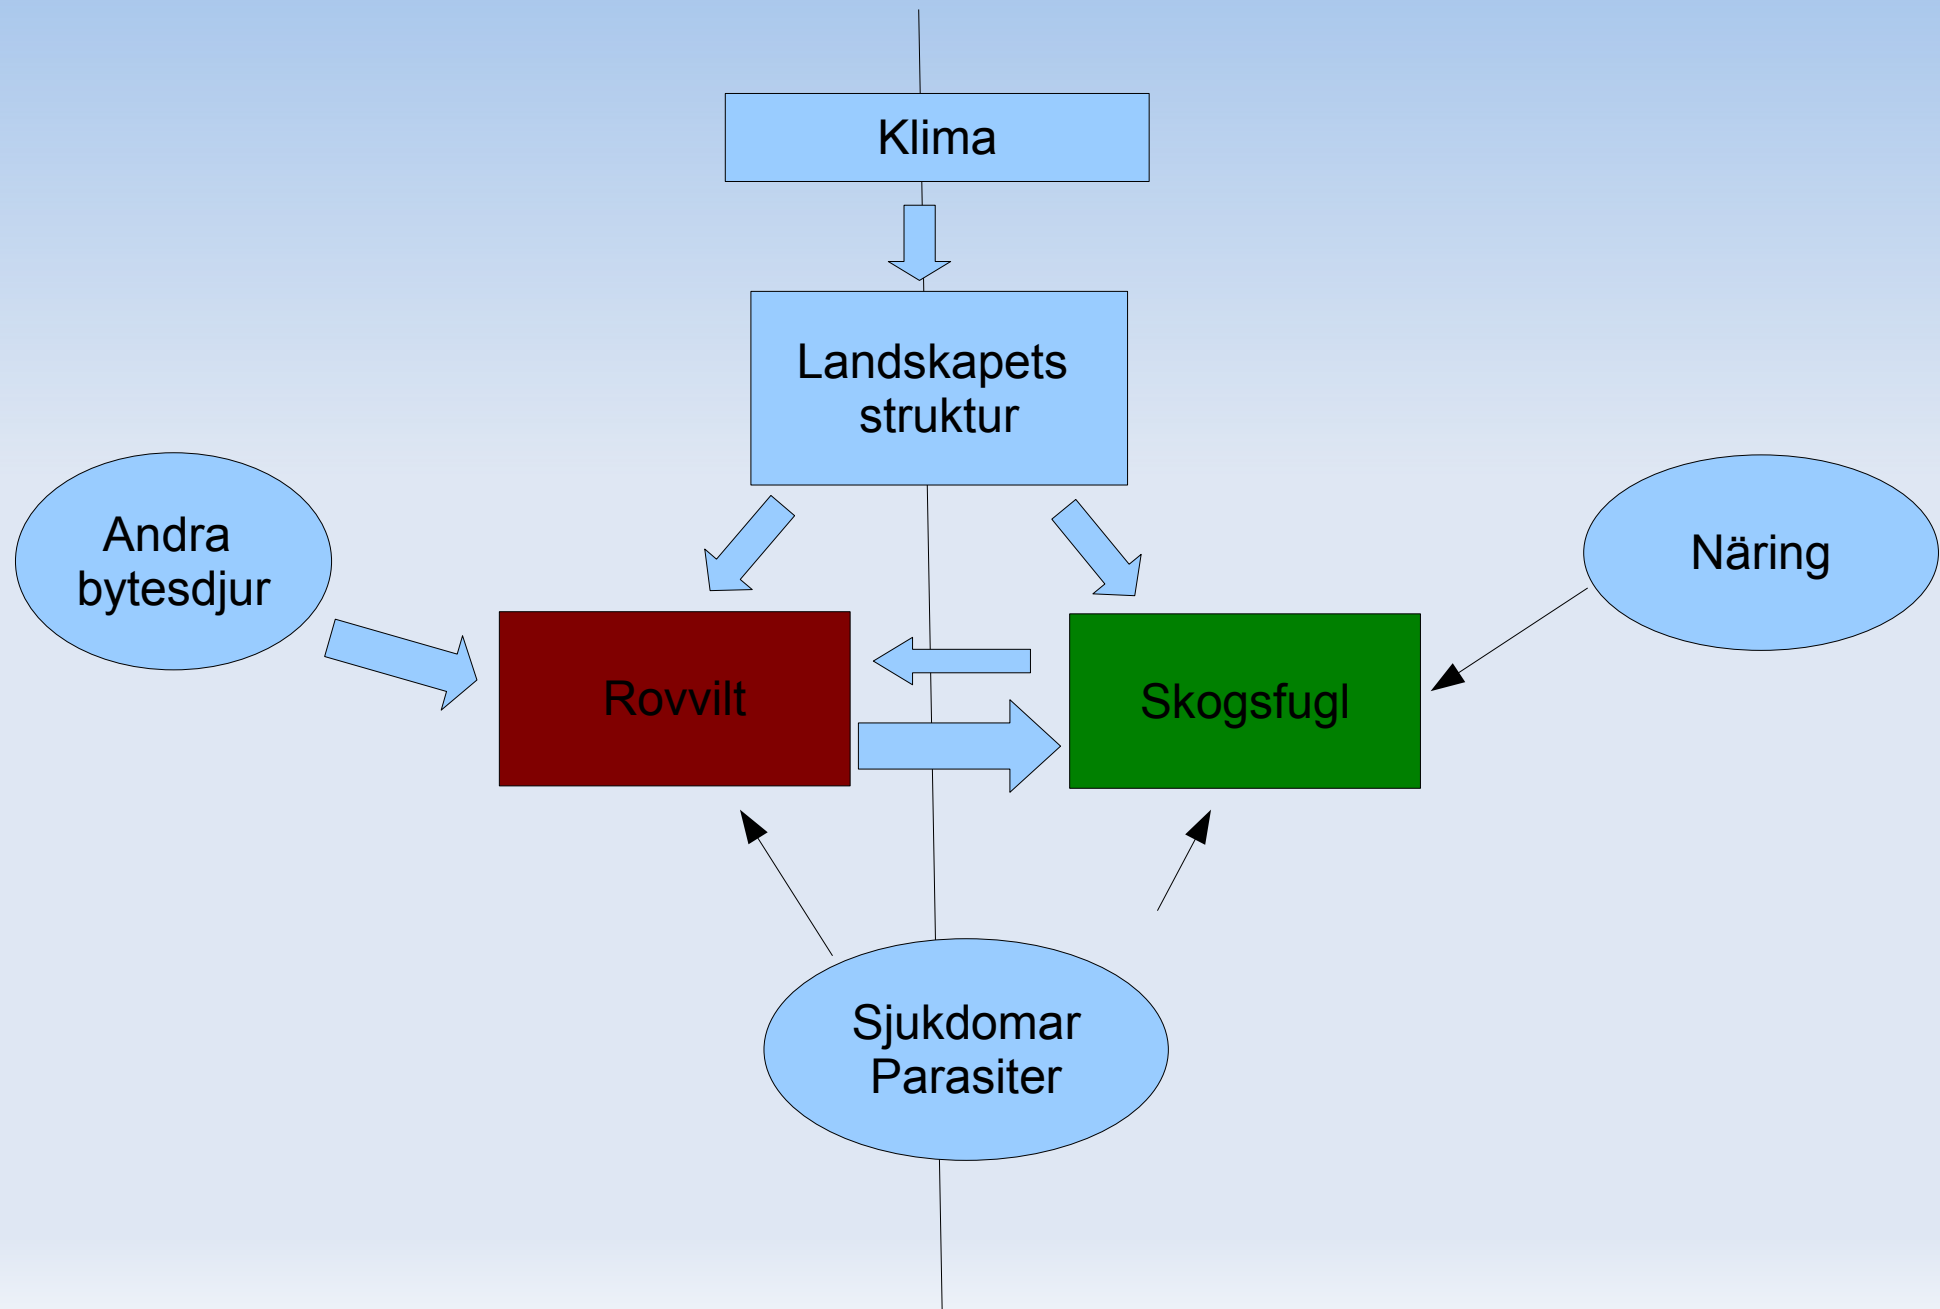 Klima
Landskapets
struktur
Andra
bytesdjur
Näring
Rovvilt
Skogsfugl
Sjukdomar
Parasiter